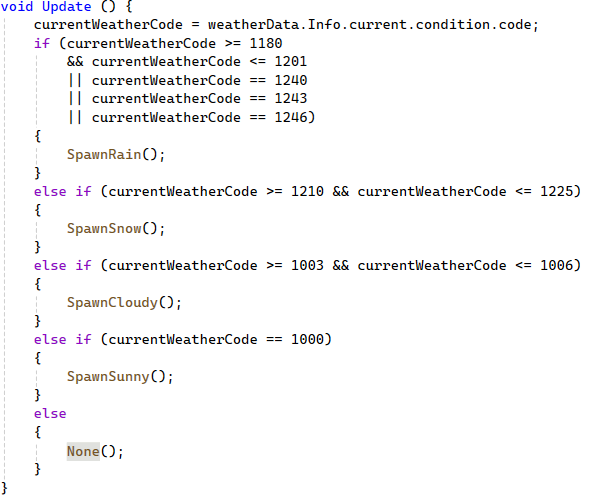 void Update () {
    currentWeatherCode = weatherData.Info.current.condition.code;
    if (currentWeatherCode >= 1180
        && currentWeatherCode <= 1201
        || currentWeatherCode == 1240
        || currentWeatherCode == 1243
        || currentWeatherCode == 1246)
    {
        SpawnRain();
    }
    else if (currentWeatherCode >= 1210 && currentWeatherCode <= 1225)
    {
        SpawnSnow();
    }
    else if (currentWeatherCode >= 1003 && currentWeatherCode <= 1006)
    {
        SpawnCloudy();
    }
    else if (currentWeatherCode == 1000)
    {
        SpawnSunny();
    }
    else
    {
        None();
    }
}